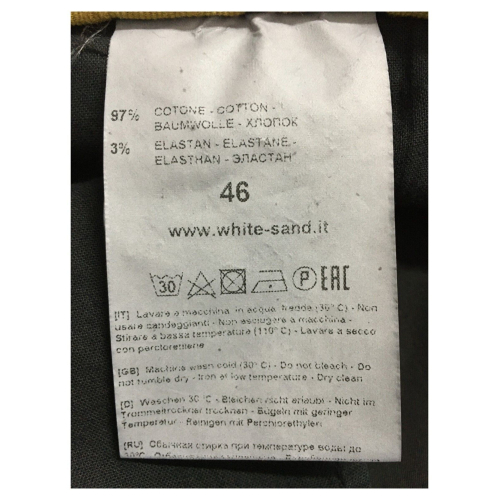 97% COTONE - COTTON -
BAUMWOLLE - ХЛОПОК
3% ELASTAN - ELASTANE -
ELASTHAN - ЭЛАСТАН
46
www.white-sand.it
30 P EAC
[IT] Lavare a macchina in acqua fredda (30° C) - Non
usare candeggianti - Non asciugare a macchina -
Stirare a bassa temperatura (110° C) - Lavare a secco
con percloretilene
[GB] Machine wash cold (30° C) - Do not bleach - Do
not tumble dry - Iron at low temperature - Dry clean
[D] Waschen 30 °C - Bleichen nicht erlaubt - Nicht im
Trommeltrockner trocknen - Bügeln mit geringer
Temperatur - Reinigen mit Perchlorethylen
[RU] Обычная стирка при температуре воды до
30°C -